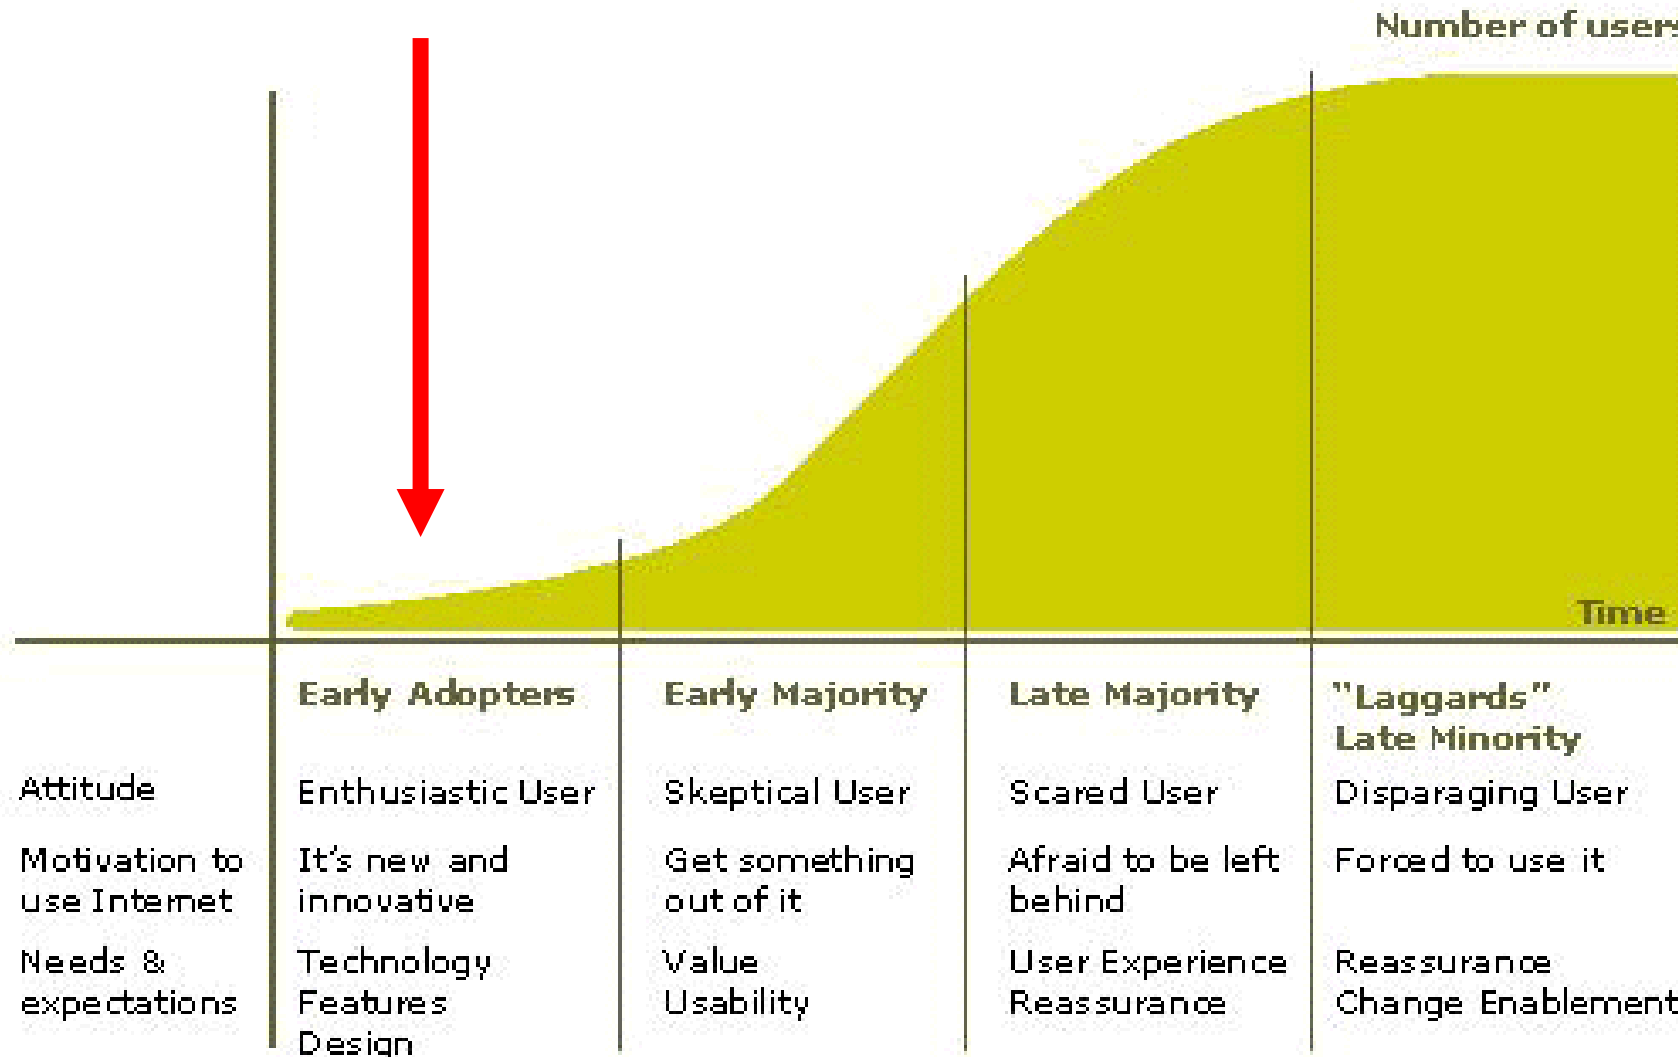 Number of users
Time
Early Adopters
Early Majority
Late Majority
"Laggards"
Late Minority
Attitude
Enthusiastic User
Skeptical User
Scared User
Disparaging User
Motivation to
use Internet
It's new and
innovative
Get something
out of it
Afraid to be left
behind
Forced to use it
Needs &
expectations
Technology
Features
Design
Value
Usability
User Experience
Reassurance
Reassurance
Change Enablement